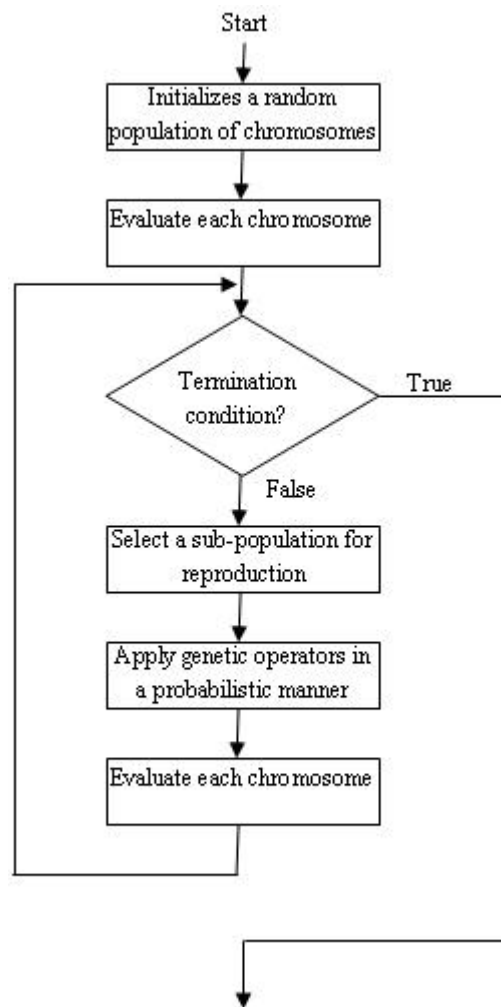 Start
Initializes a random
population of chromosomes
Evaluate each chromosome
Termination
condition?
True
False
Select a sub-population for
reproduction
Apply genetic operators in
a probabilistic manner
Evaluate each chromosome